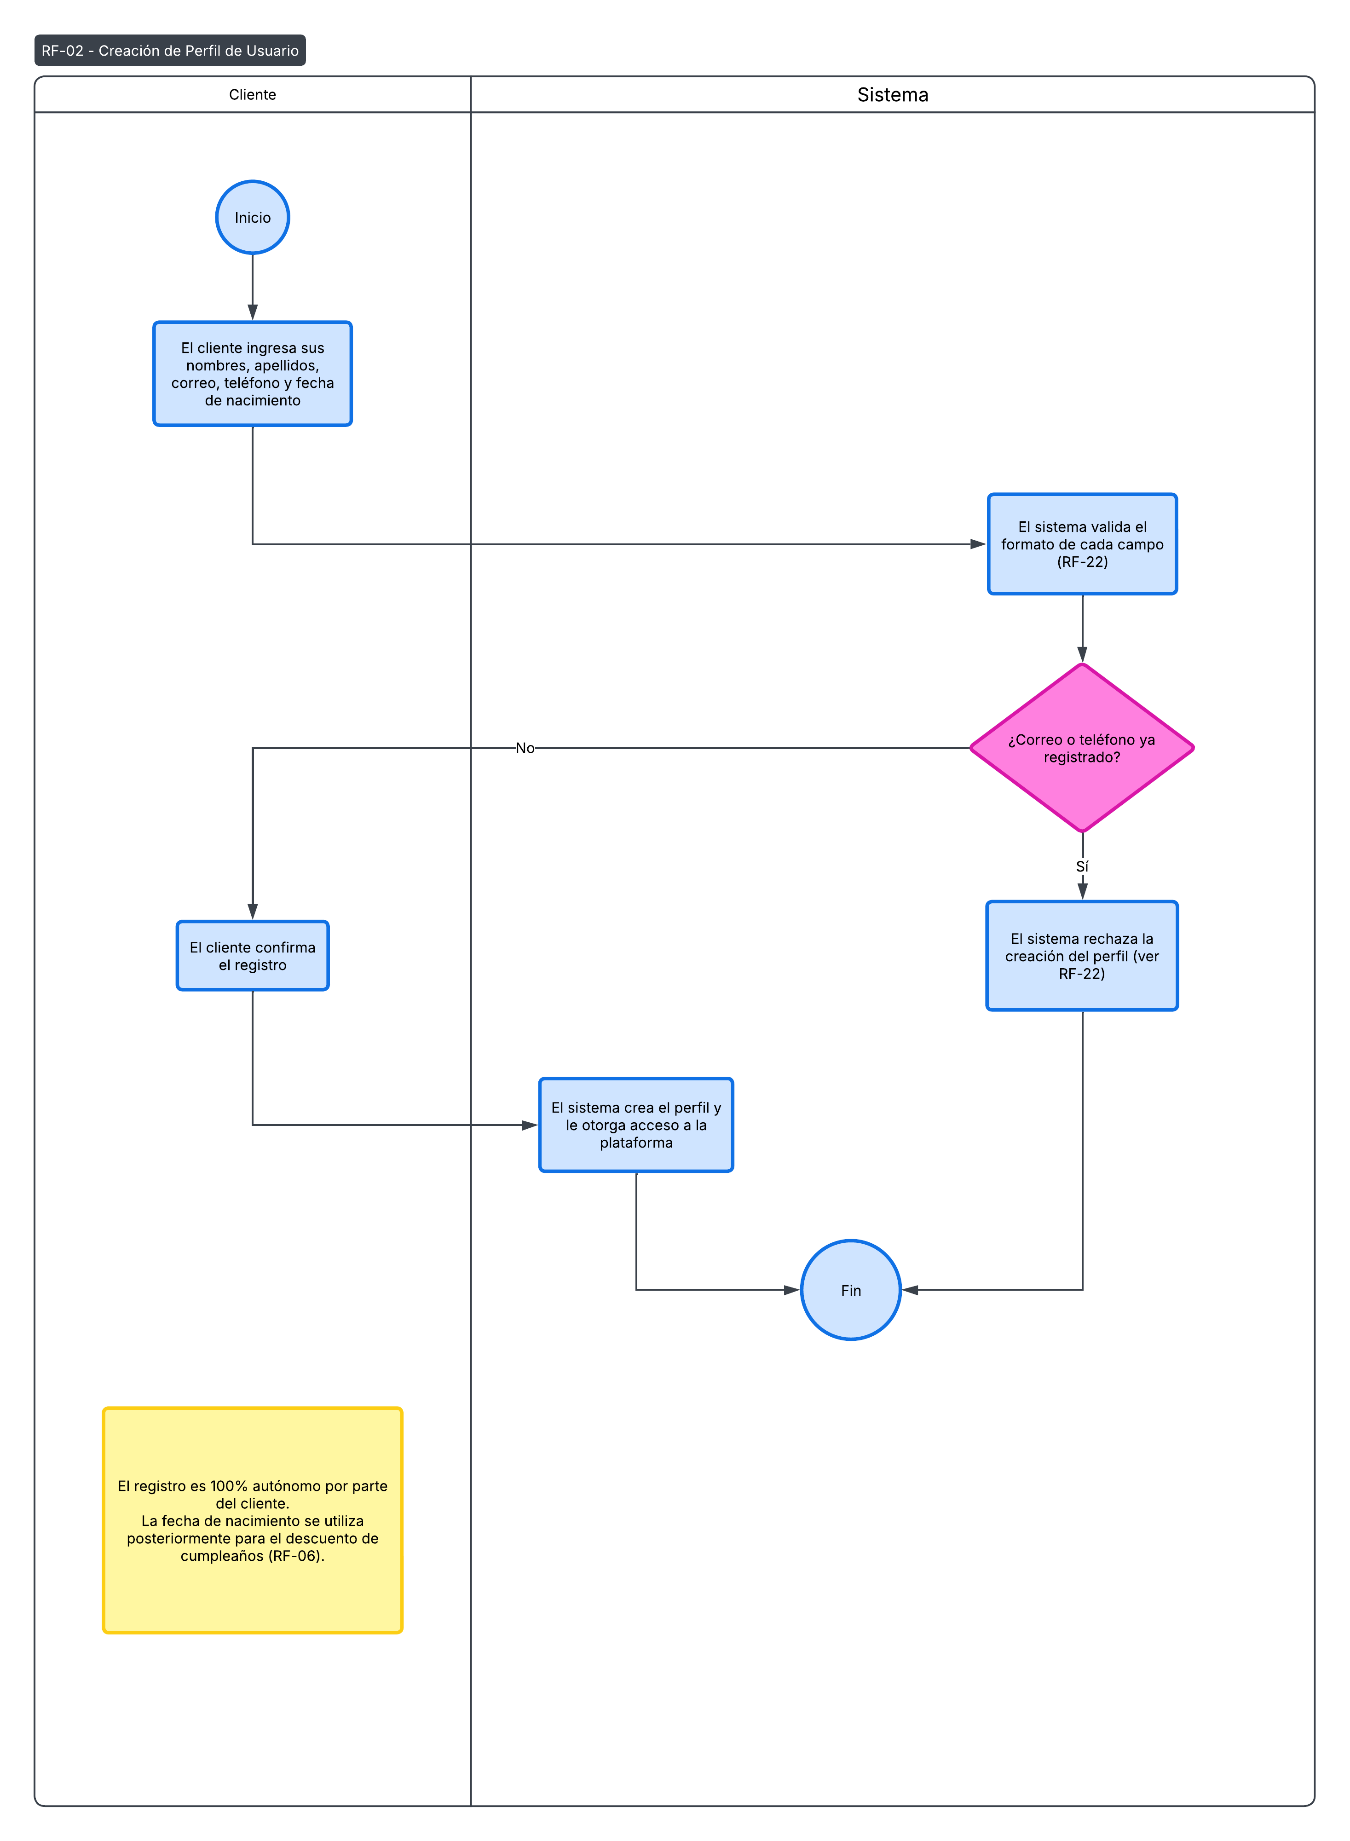 RF-02 - Creación de Perfil de Usuario
Cliente
Sistema
Inicio
El cliente ingresa sus
nombres, apellidos,
correo, teléfono y fecha
de nacimiento
El sistema valida el
formato de cada campo
(RF-22)
¿Correo o teléfono ya
registrado?
No
Sí
El cliente confirma
el registro
El sistema rechaza la
creación del perfil (ver
RF-22)
El sistema crea el perfil y
le otorga acceso a la
plataforma
Fin
El registro es 100% autónomo por parte
del cliente.
La fecha de nacimiento se utiliza
posteriormente para el descuento de
cumpleaños (RF-06).